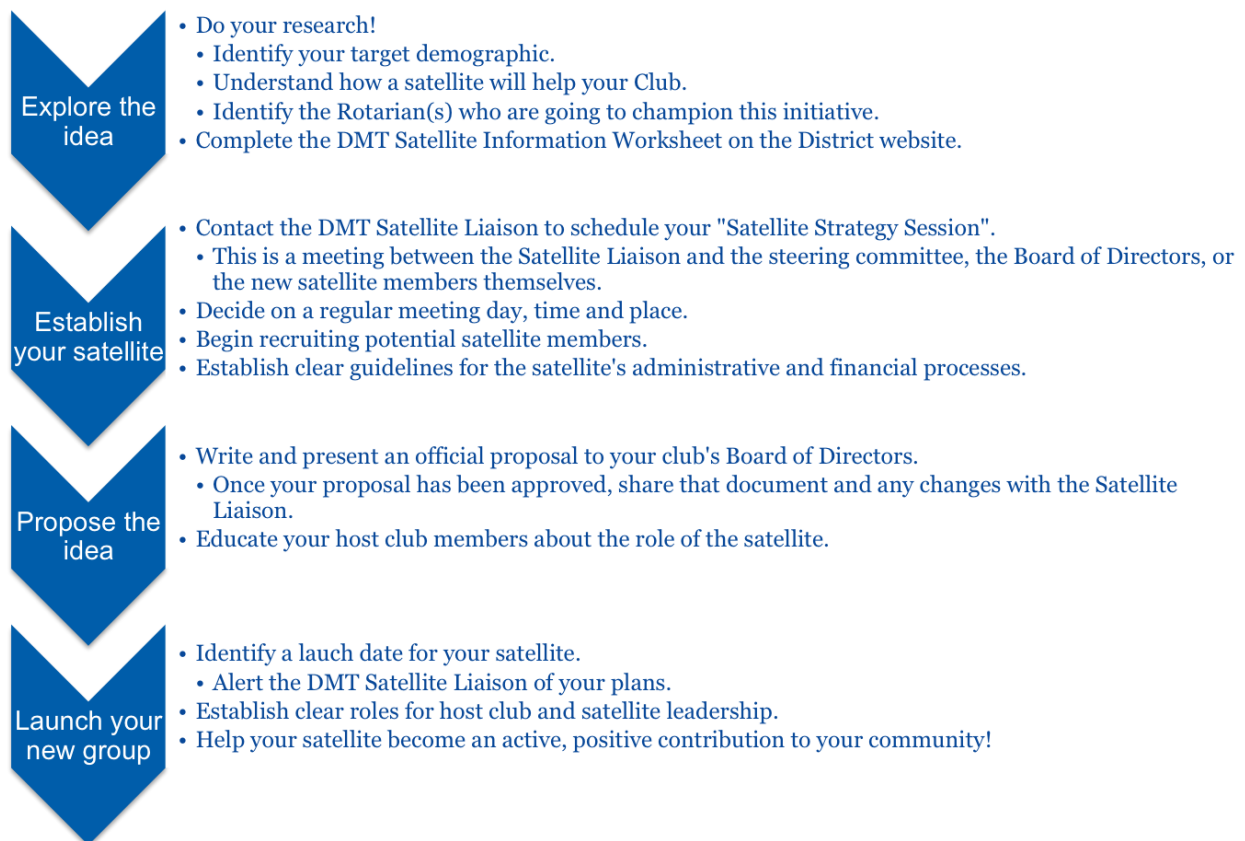 Explore the
idea
• Do your research!
• Identify your target demographic.
• Understand how a satellite will help your Club.
• Identify the Rotarian(s) who are going to champion this initiative.
• Complete the DMT Satellite Information Worksheet on the District website.
Establish
your satellite
• Contact the DMT Satellite Liaison to schedule your "Satellite Strategy Session".
• This is a meeting between the Satellite Liaison and the steering committee, the Board of Directors, or
the new satellite members themselves.
• Decide on a regular meeting day, time and place.
• Begin recruiting potential satellite members.
• Establish clear guidelines for the satellite's administrative and financial processes.
Propose the
idea
• Write and present an official proposal to your club's Board of Directors.
• Once your proposal has been approved, share that document and any changes with the Satellite
Liaison.
• Educate your host club members about the role of the satellite.
Launch your
new group
• Identify a lauch date for your satellite.
• Alert the DMT Satellite Liaison of your plans.
• Establish clear roles for host club and satellite leadership.
• Help your satellite become an active, positive contribution to your community!